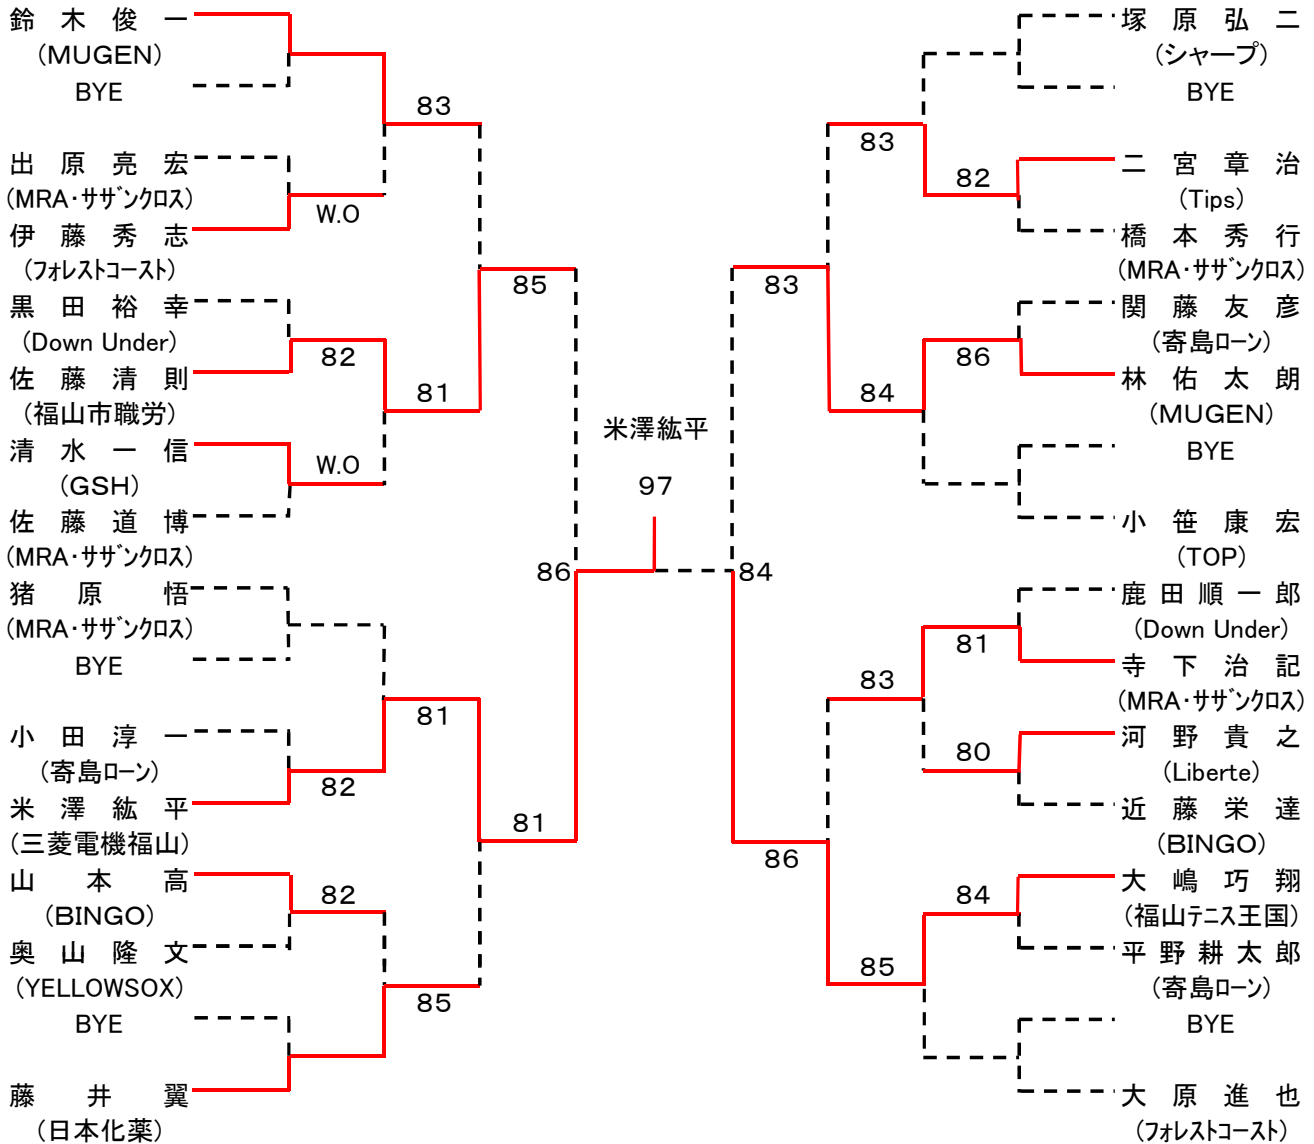 鈴木俊一
(MUGEN)
BYE
83
出原亮宏
(MRA・サザンクロス)
W.O
伊藤秀志
(フォレストコースト)
85
黒田裕幸
(Down Under)
82
佐藤清則
(福山市職労)
81
清水一信
(GSH)
W.O
佐藤道博
(MRA・サザンクロス)
86
猪原悟
(MRA・サザンクロス)
BYE
81
小田淳一
(寄島ローン)
82
米澤紘平
(三菱電機福山)
81
山本高
(BINGO)
82
奥山隆文
(YELLOWSOX)
BYE
85
藤井翼
(日本化薬)
米澤紘平
97
塚原弘二
(シャープ)
BYE
83
二宮章治
(Tips)
82
橋本秀行
(MRA・サザンクロス)
83
関藤友彦
(寄島ローン)
86
林佑太朗
(MUGEN)
84
BYE
小笹康宏
(TOP)
84
鹿田順一郎
(Down Under)
81
寺下治記
(MRA・サザンクロス)
83
河野貴之
(Liberte)
80
近藤栄達
(BINGO)
86
大嶋巧翔
(福山テニス王国)
84
平野耕太郎
(寄島ローン)
85
BYE
大原進也
(フォレストコースト)